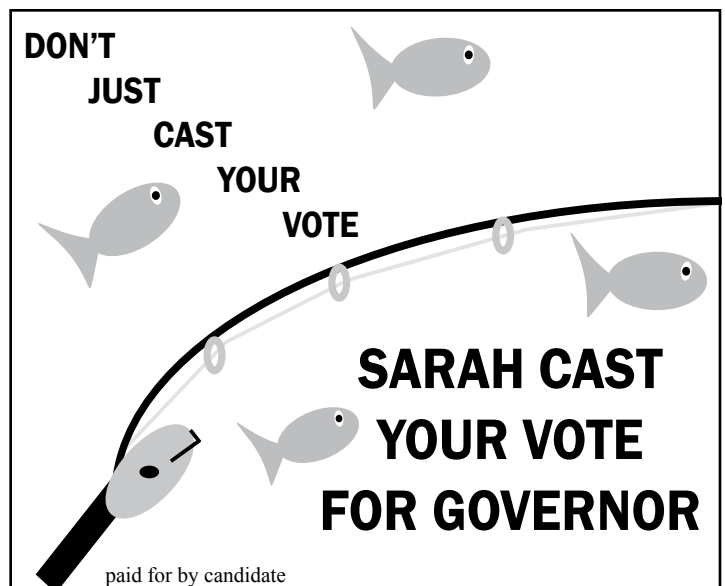 DON'T
JUST
CAST
YOUR
VOTE
SARAH CAST
YOUR VOTE
FOR GOVERNOR
paid for by candidate